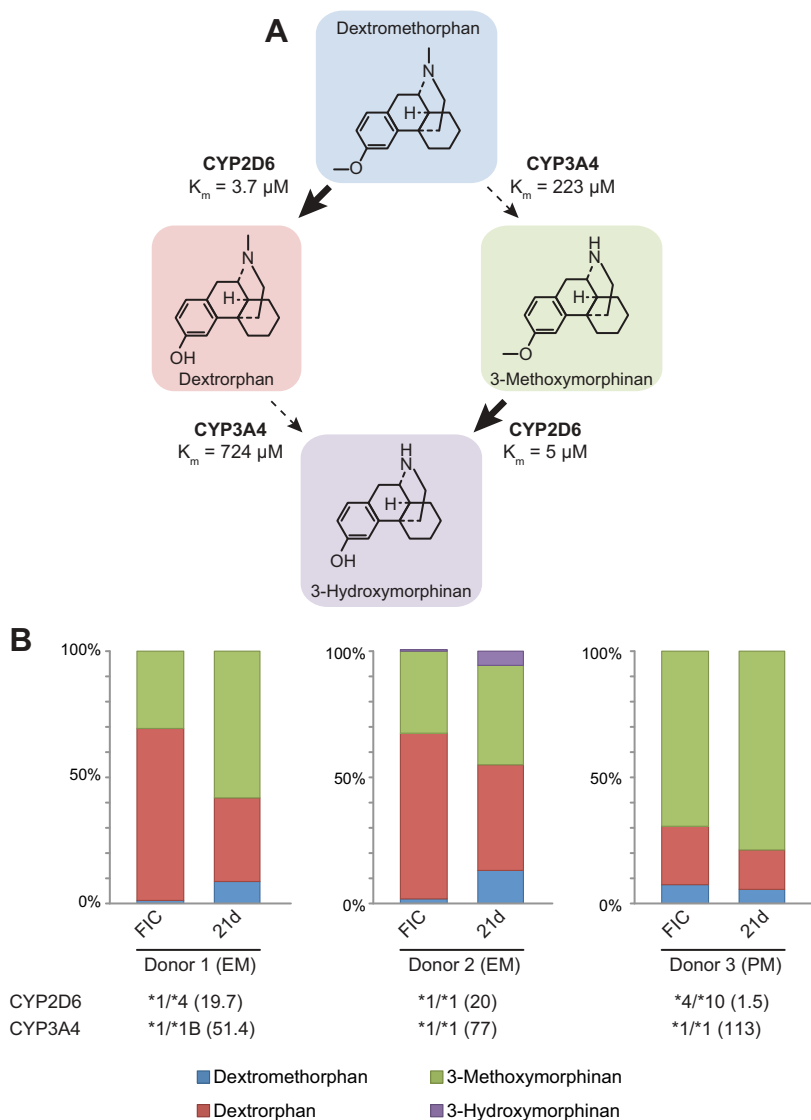 A
Dextromethorphan
N
H
O
CYP2D6
Km = 3.7 µM
CYP3A4
Km = 223 µM
N
H
OH
Dextrorphan
H
N
H
O
3-Methoxymorphinan
CYP3A4
Km = 724 µM
CYP2D6
Km = 5 µM
H
N
H
OH
3-Hydroxymorphinan
B
100%
50%
0%
FIC
21d
Donor 1 (EM)
100%
50%
0%
FIC
21d
Donor 2 (EM)
100%
50%
0%
FIC
21d
Donor 3 (PM)
CYP2D6 *1/*4 (19.7) *1/*1 (20) *4/*10 (1.5)
CYP3A4 *1/*1B (51.4) *1/*1 (77) *1/*1 (113)
Dextromethorphan 3-Methoxymorphinan
Dextrorphan 3-Hydroxymorphinan